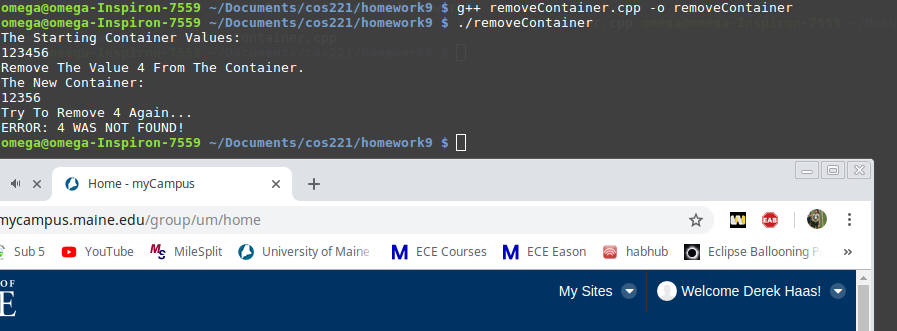 omega@omega-Inspiron-7559 ~/Documents/cos221/homework9 $ g++ removeContainer.cpp -o removeContainer
omega@omega-Inspiron-7559 ~/Documents/cos221/homework9 $ ./removeContainer
The Starting Container Values:
123456
Remove The Value 4 From The Container.
The New Container:
12356
Try To Remove 4 Again...
ERROR: 4 WAS NOT FOUND!
omega@omega-Inspiron-7559 ~/Documents/cos221/homework9 $
Home - myCampus
mycampus.maine.edu/group/um/home
EAB
Sub 5 YouTube MS MileSplit University of Maine M ECE Courses M ECE Eason habhub Eclipse Ballooning »
OF
E
My Sites Welcome Derek Haas!